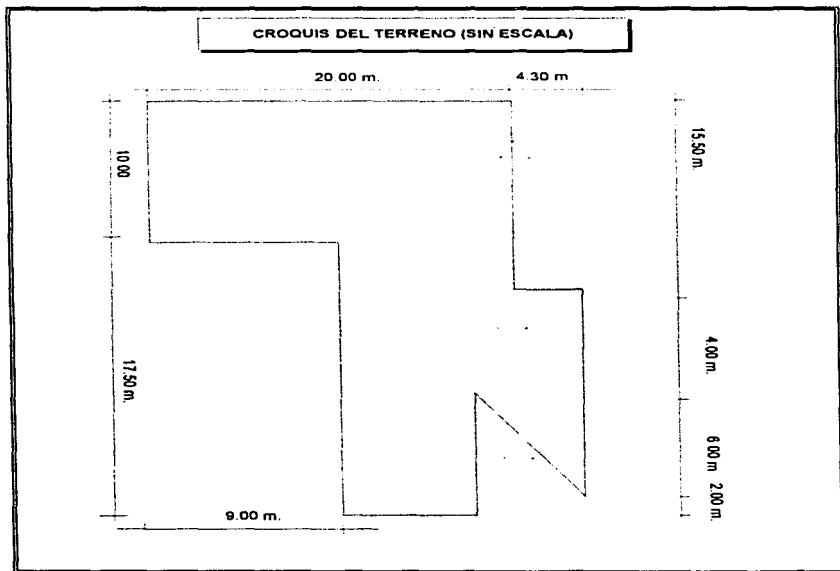 CROQUIS DEL TERRENO (SIN ESCALA)
20.00 m.
4.30 m
10.00
15.50 m.
17.50 m.
4.00 m.
6.00 m
2.00 m.
9.00 m.